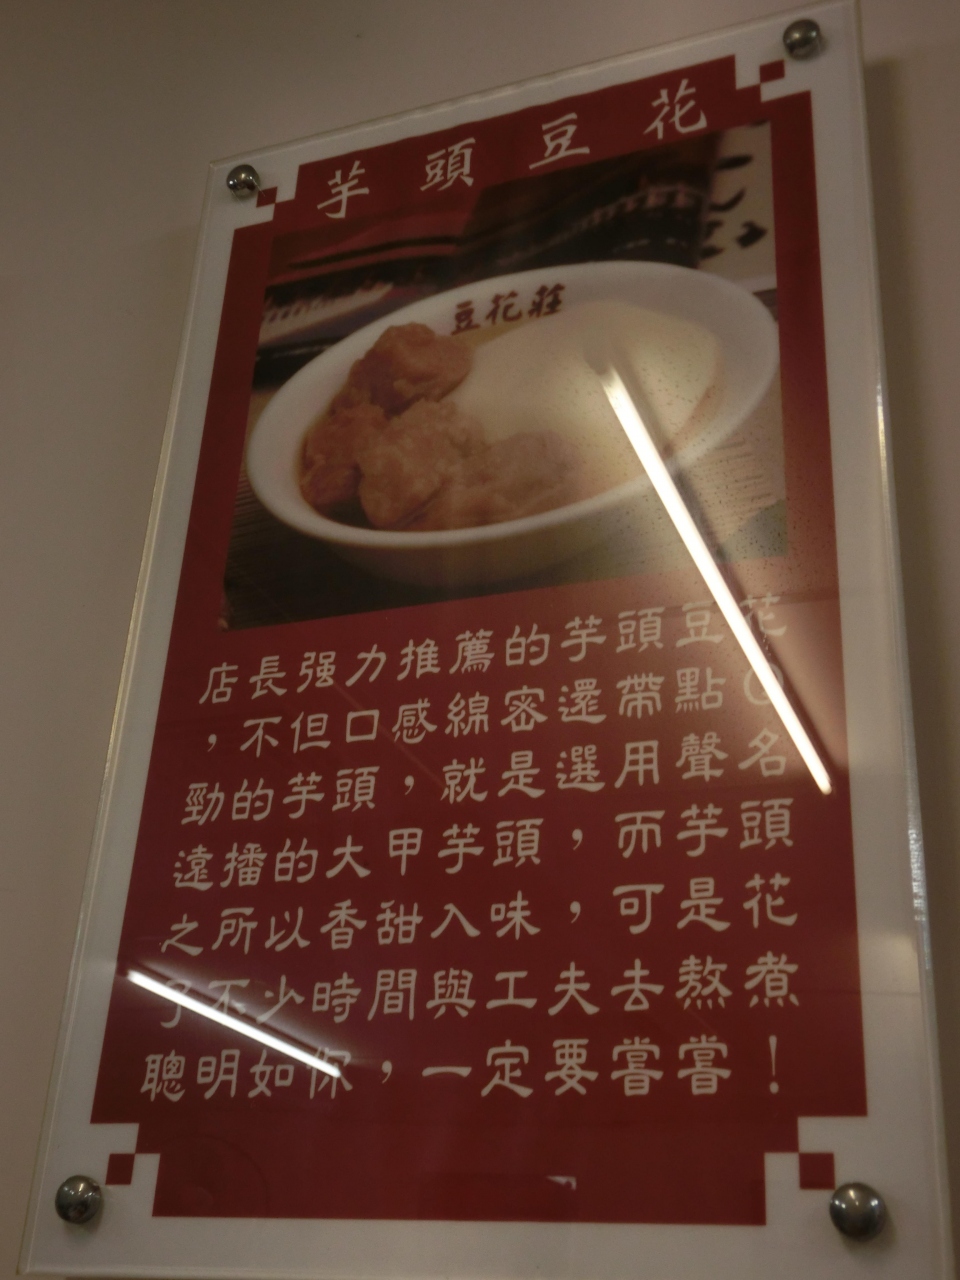 芋頭豆花
豆花莊
店長强力推薦的芋頭豆花
，不但口感綿密還帶點Q
勁的芋頭，就是選用聲名
遠播的大甲芋頭，而芋頭
之所以香甜入味，可是花
了不少時間與工夫去熬煮
聰明如你，一定要嘗嘗！